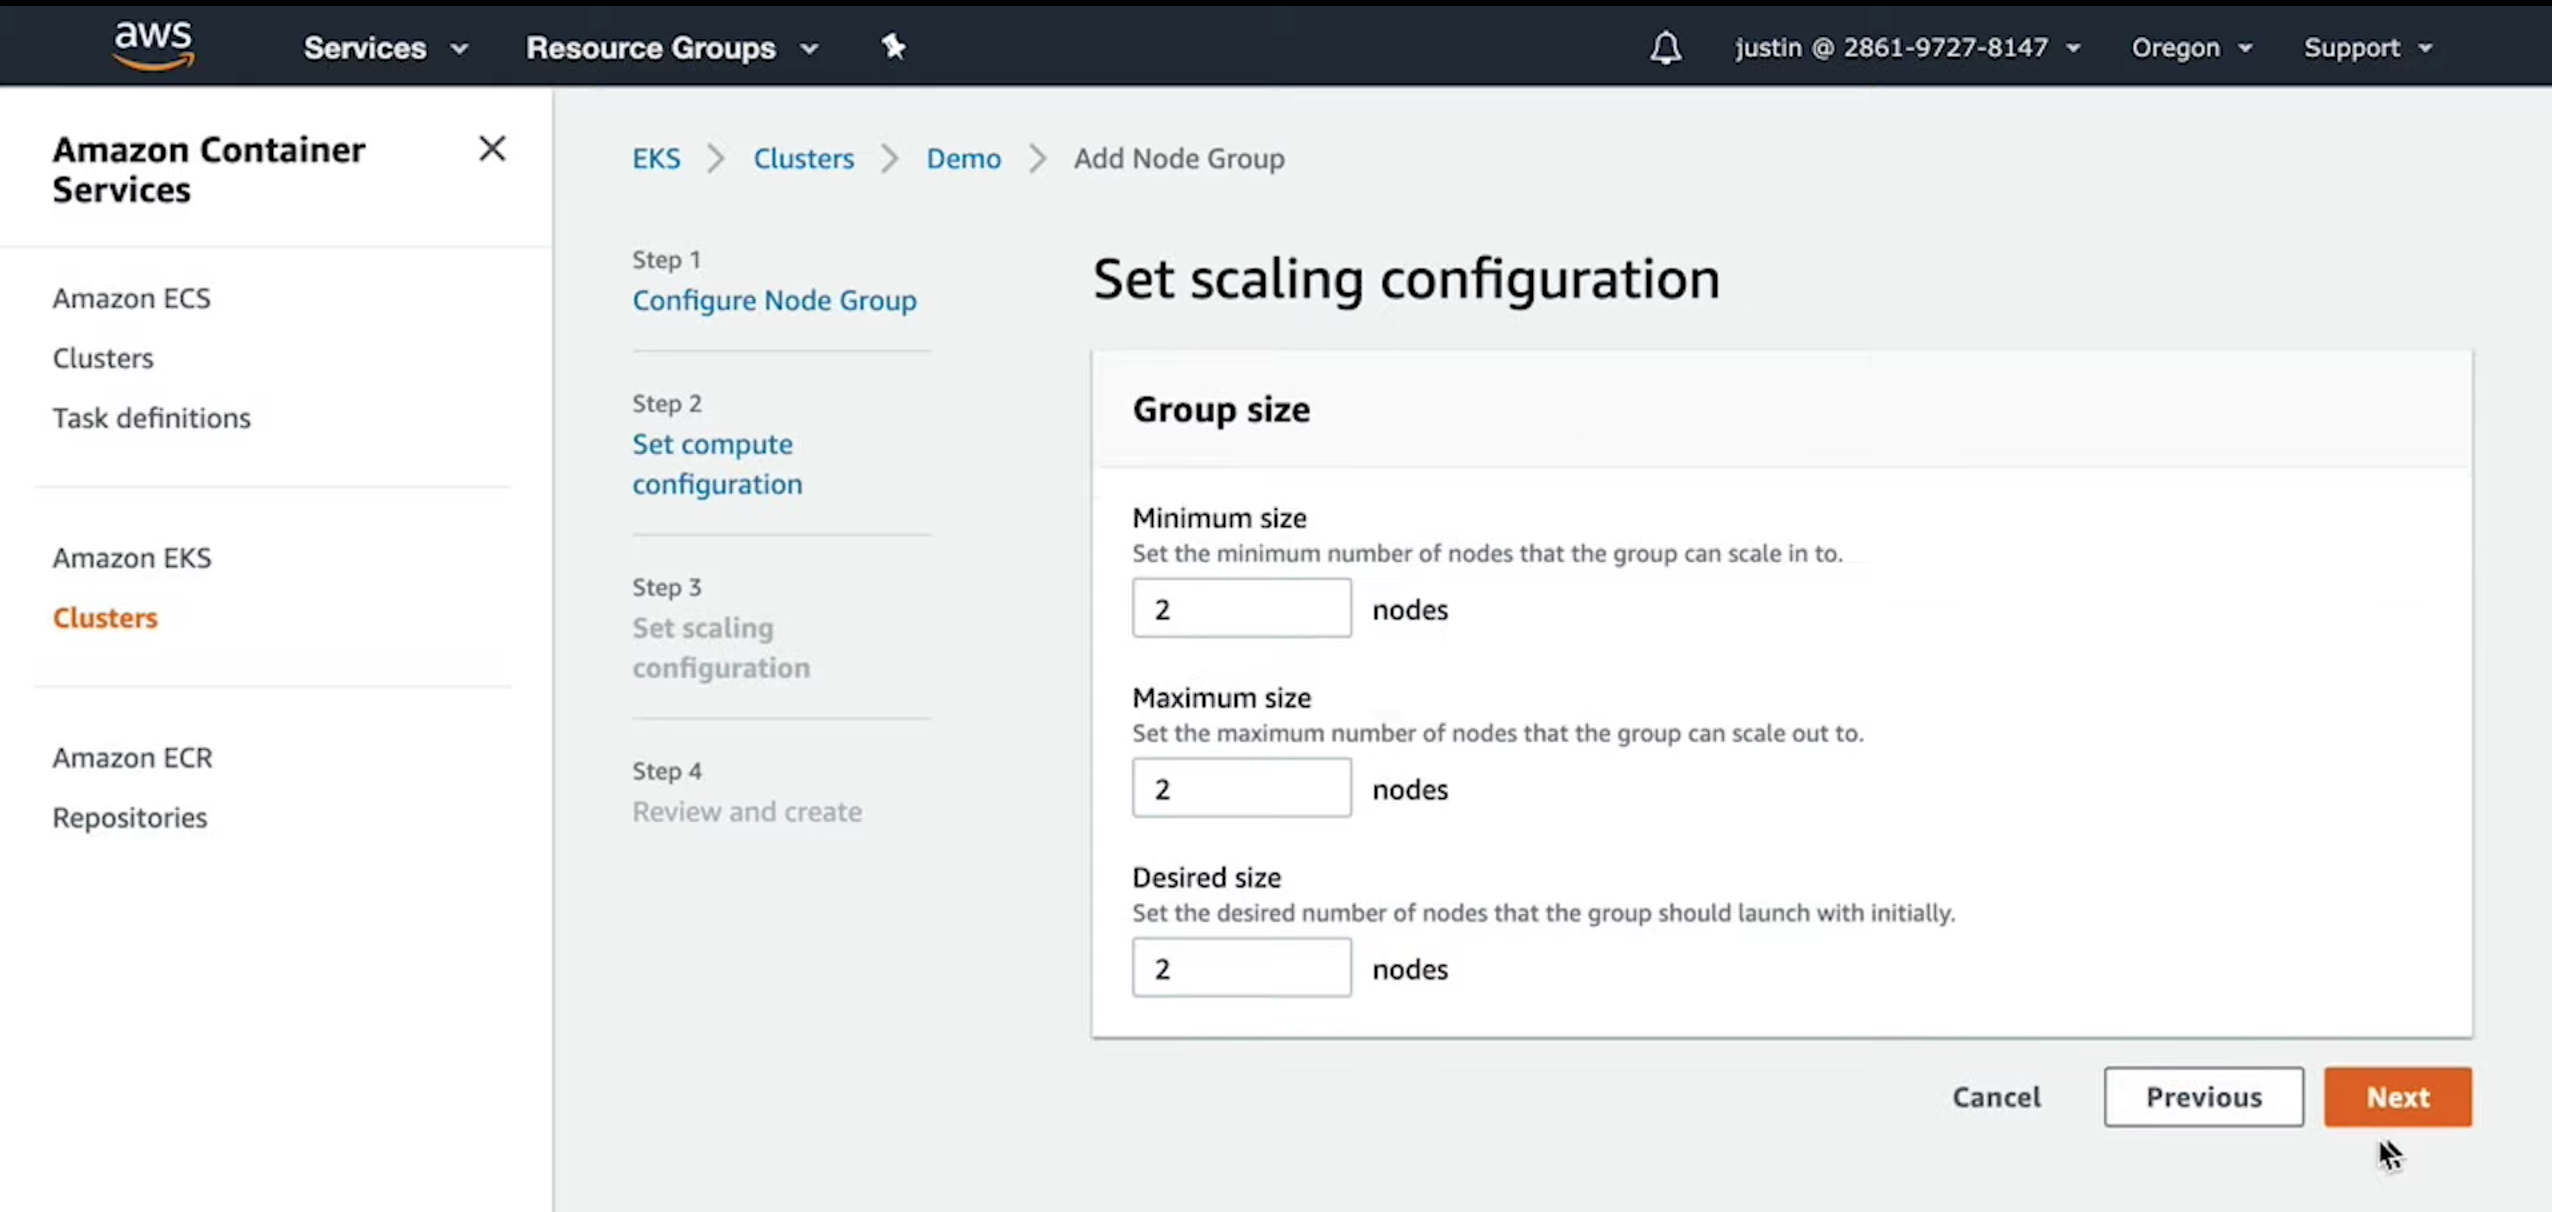 aws
Services
Resource Groups
justin @ 2861-9727-8147
Oregon
Support
Amazon Container
Services
Amazon ECS
Clusters
Task definitions
Amazon EKS
Clusters
Amazon ECR
Repositories
EKS
Clusters
Demo
Add Node Group
Step 1
Configure Node Group
Step 2
Set compute
configuration
Step 3
Set scaling
configuration
Step 4
Review and create
Set scaling configuration
Group size
Minimum size
Set the minimum number of nodes that the group can scale in to.
2 nodes
Maximum size
Set the maximum number of nodes that the group can scale out to.
2 nodes
Desired size
Set the desired number of nodes that the group should launch with initially.
2 nodes
Cancel
Previous
Next